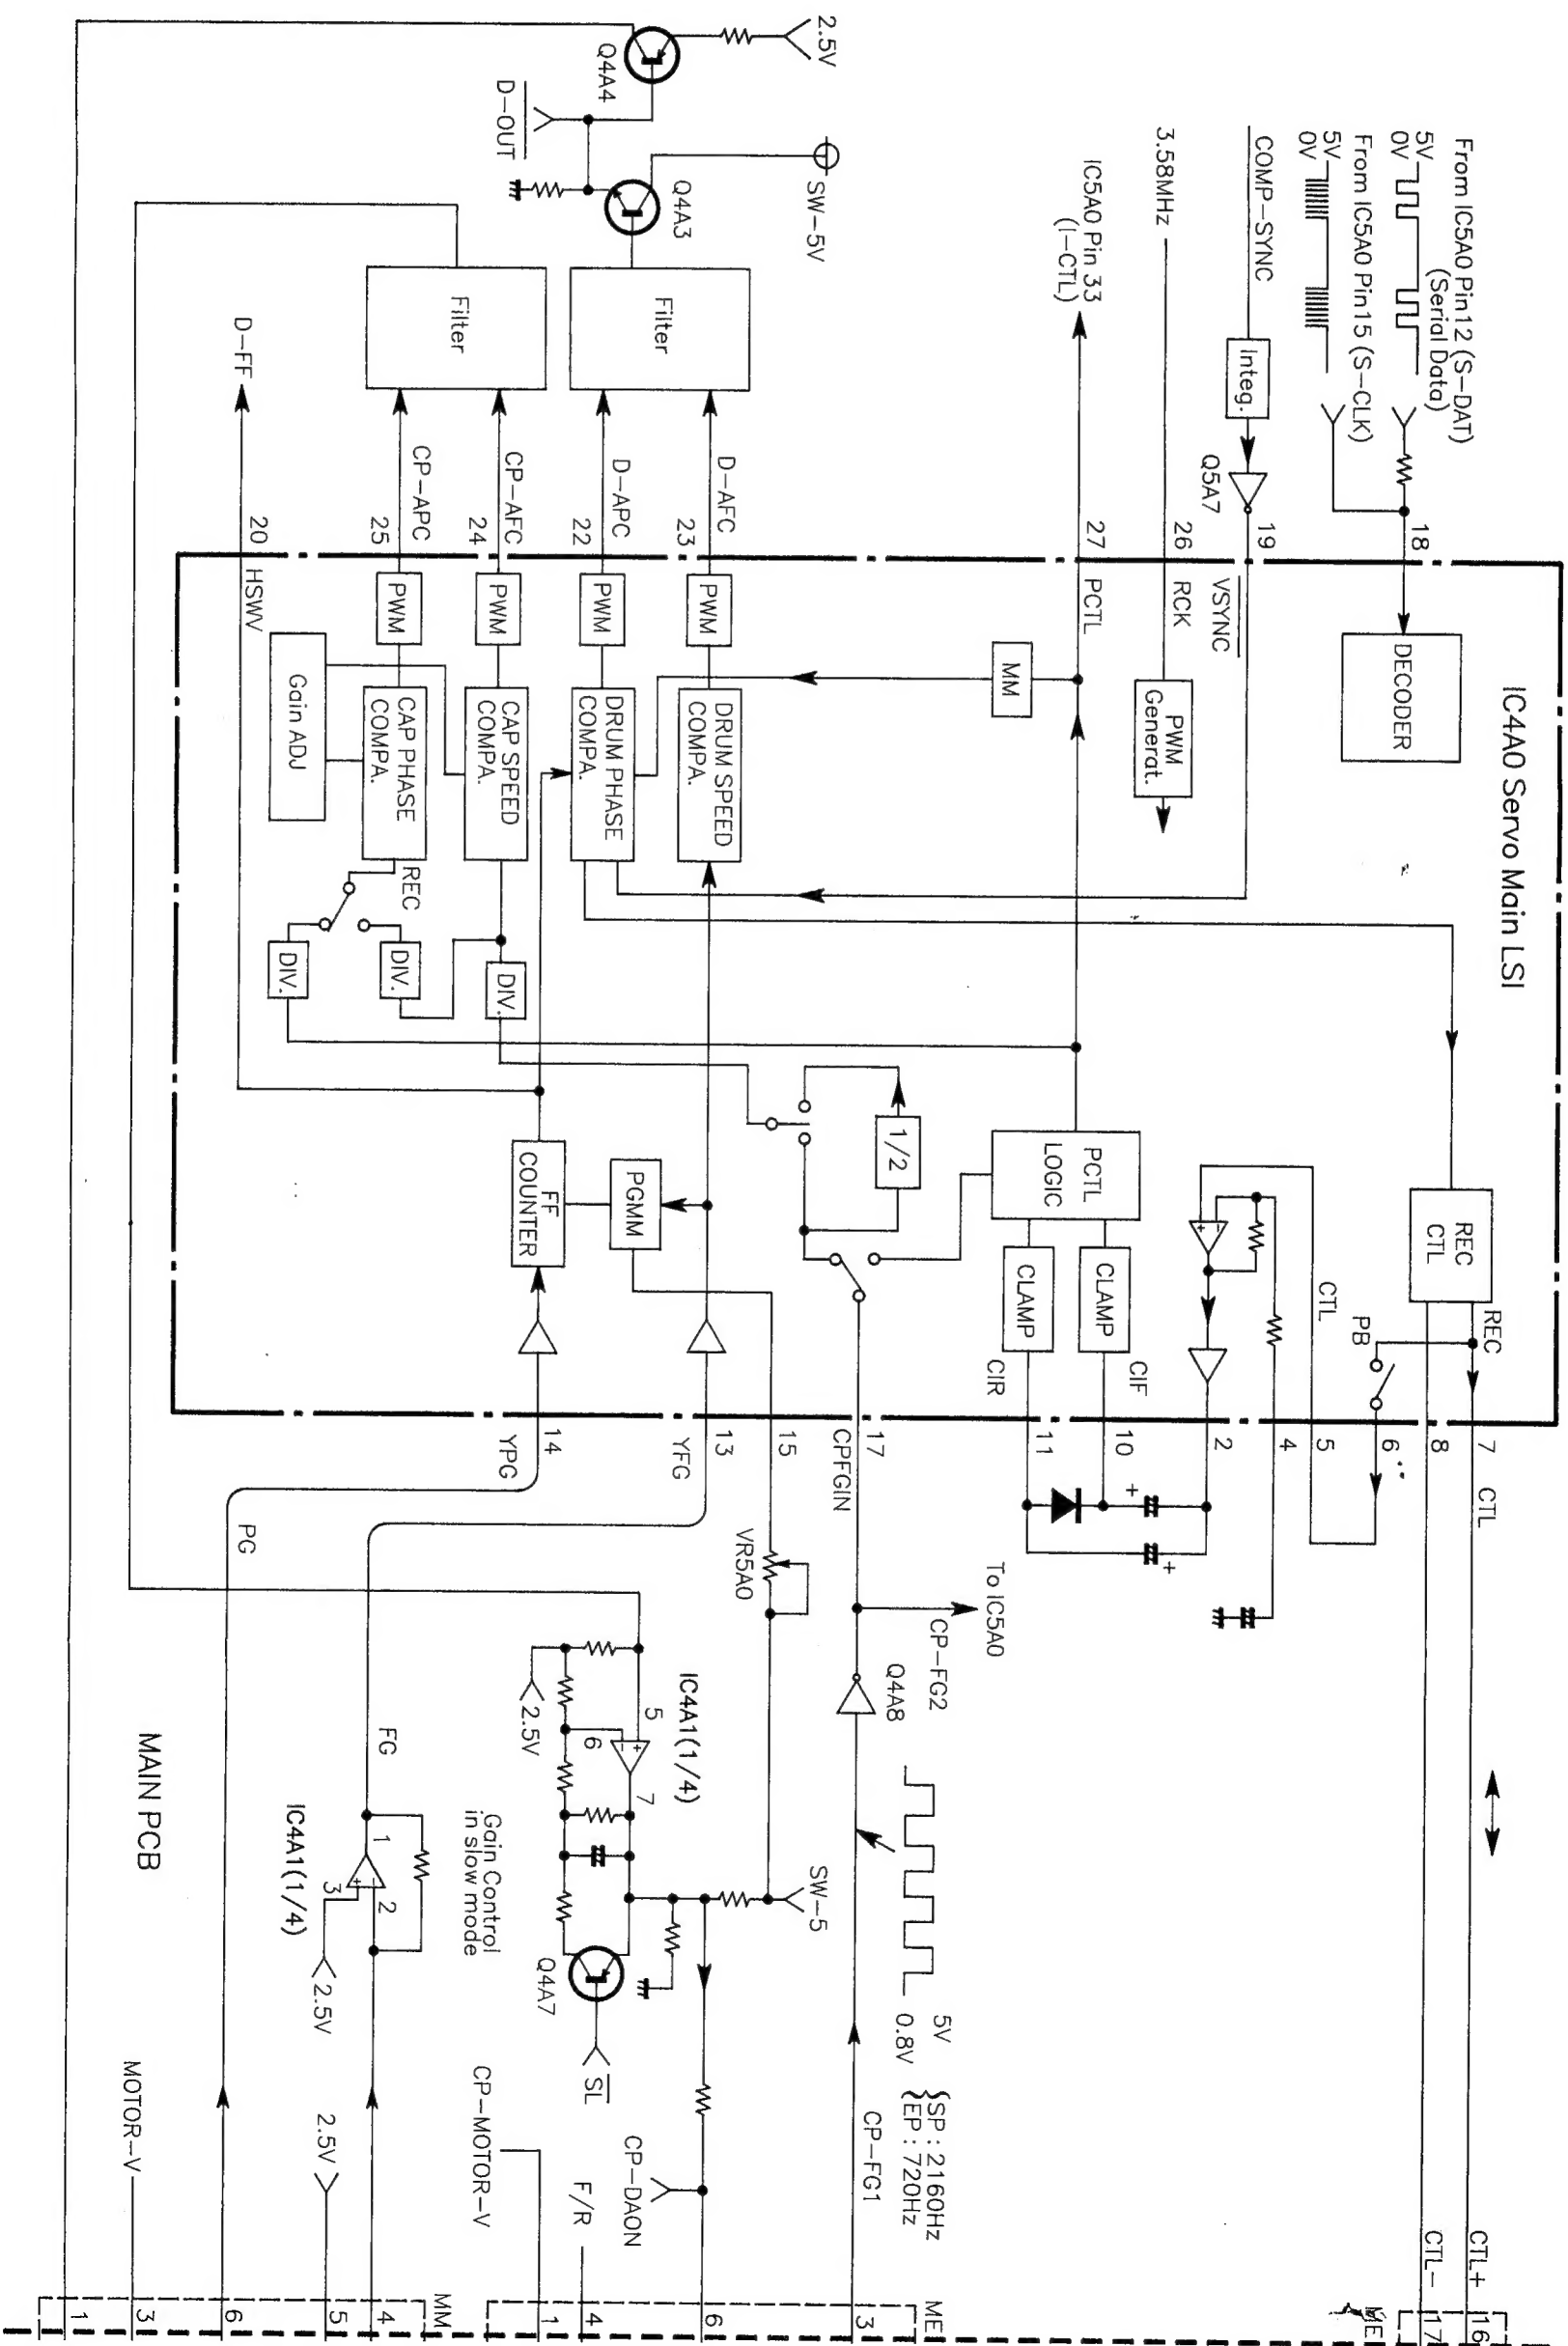 IC4A0 Servo Main LSI
From IC5A0 Pin12 (S-DAT)
(Serial Data)
5V
0V
From IC5A0 Pin15 (S-CLK)
5V
0V
COMP-SYNC
Integ.
Q5A7
3.58MHz
IC5A0 Pin 33
(I-CTL)
2.5V
Q4A4
D-OUT
SW-5V
Q4A3
Filter
Filter
D-FF
D-AFC
D-APC
CP-AFC
CP-APC
18
19
26
27
23
22
24
25
20
VSYNC
RCK
PCTL
HSWV
DECODER
PWM
Generat.
MM
PWM
PWM
PWM
PWM
DRUM SPEED
COMPA.
DRUM PHASE
COMPA.
CAP SPEED
COMPA.
CAP PHASE
COMPA.
Gain ADJ
REC
DIV.
DIV.
DIV.
REC
CTL
REC
PB
CTL
PCTL
LOGIC
CLAMP
CLAMP
CIF
CIR
1/2
PGMM
FF
COUNTER
7
8
6
5
4
2
10
11
17
15
13
14
CTL
CPFGIN
YFG
YPG
+
+
To IC5A0
CP-FG2
Q4A8
VR5A0
PG
FG
IC4A1(1/4)
5
6
7
2.5V
Gain Control
in slow mode
SW-5
Q4A7
SL
IC4A1(1/4)
1
2
3
2.5V
MAIN PCB
5V
0.8V
SP : 2160Hz
EP : 720Hz
CP-FG1
CP-DAON
F/R
CP-MOTOR-V
2.5V
MOTOR-V
CTL+
CTL-
ME
16
17
ME
3
6
4
1
MM
4
5
6
3
1